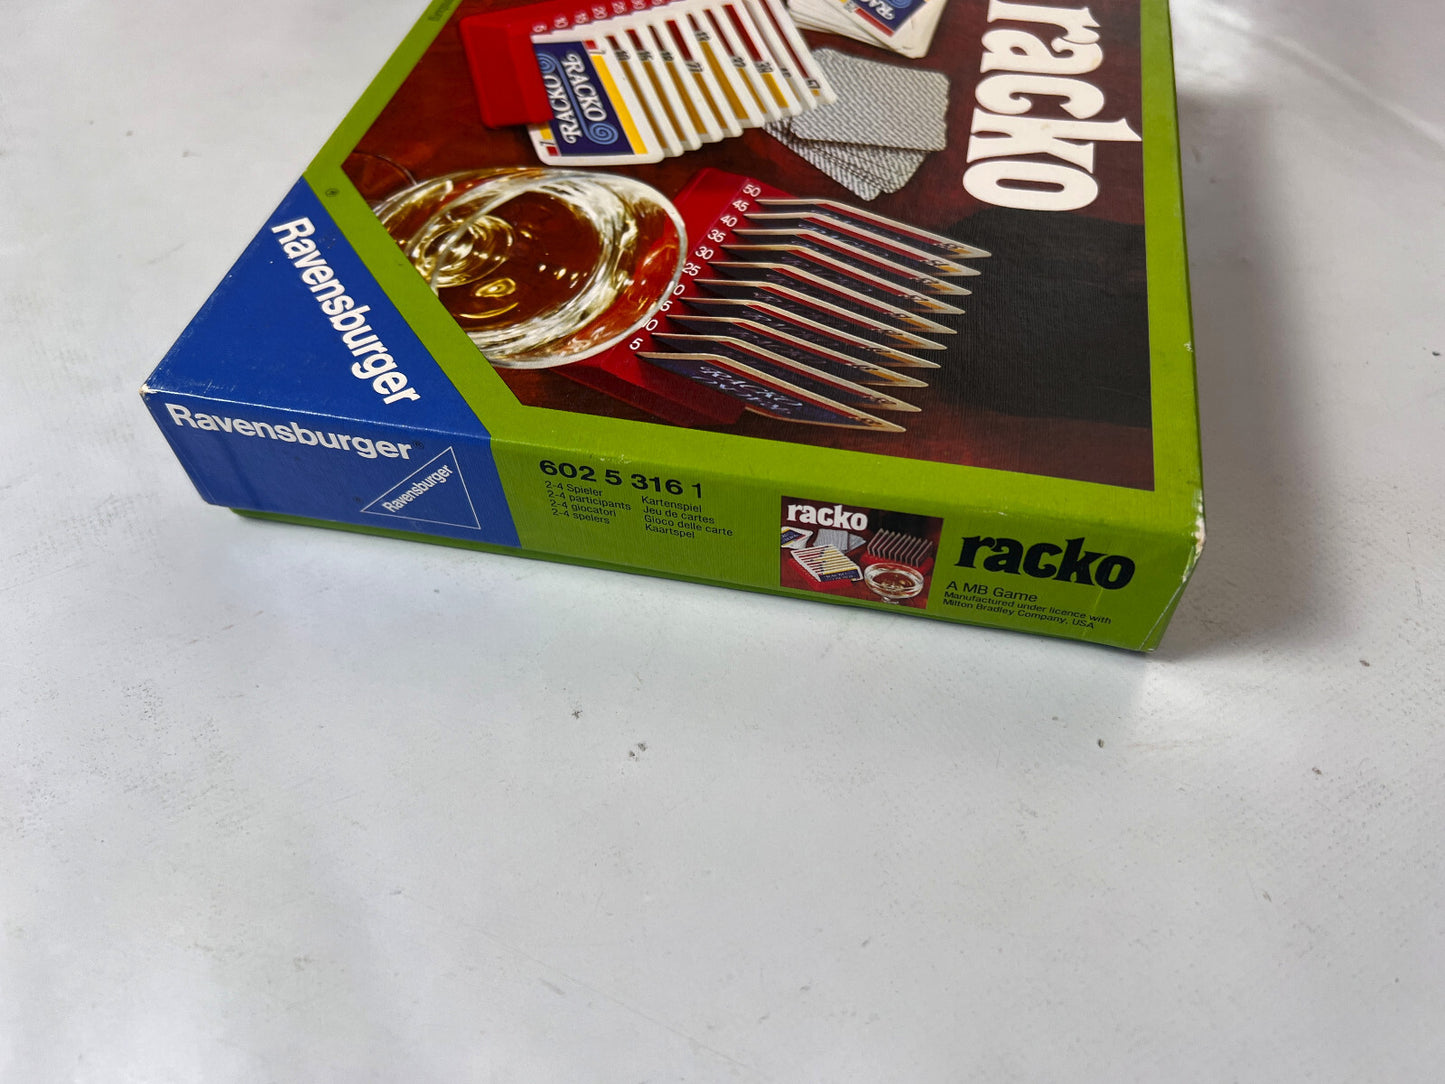 racko
RACKO
RACKO
7
50
45
40
35
30
25
5
Ravensburger
Ravensburger®
Ravensburger
602 5 316 1
2-4 Spieler
2-4 participants
2-4 giocatori
2-4 spelers
Kartenspiel
Jeu de cartes
Gioco delle carte
Kaartspel
racko
racko
A MB Game
Manufactured under licence with
Milton Bradley Company, USA